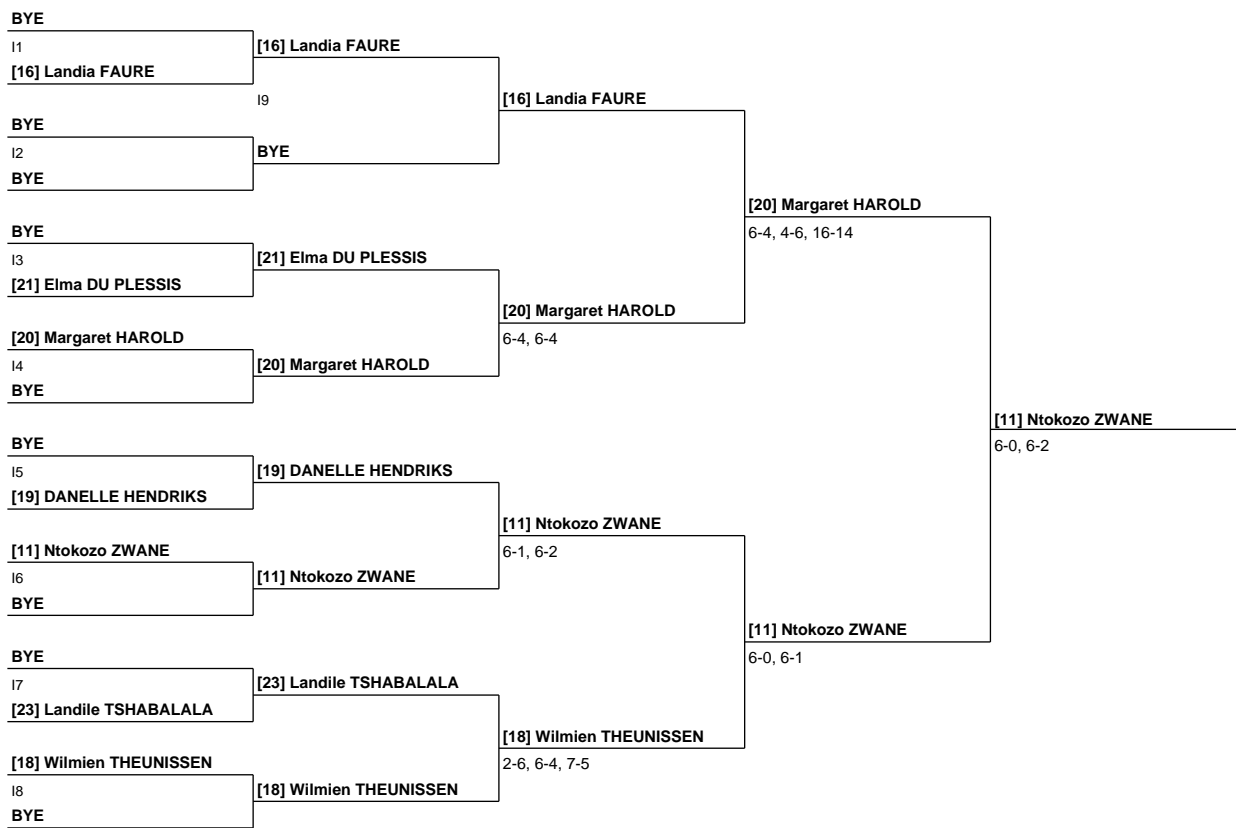 BYE
I1
[16] Landia FAURE
[16] Landia FAURE
I9
[16] Landia FAURE
BYE
I2
BYE
BYE
[20] Margaret HAROLD
6-4, 4-6, 16-14
BYE
I3
[21] Elma DU PLESSIS
[21] Elma DU PLESSIS
[20] Margaret HAROLD
6-4, 6-4
[20] Margaret HAROLD
I4
[20] Margaret HAROLD
BYE
[11] Ntokozo ZWANE
6-0, 6-2
BYE
I5
[19] DANELLE HENDRIKS
[19] DANELLE HENDRIKS
[11] Ntokozo ZWANE
6-1, 6-2
[11] Ntokozo ZWANE
I6
[11] Ntokozo ZWANE
BYE
[11] Ntokozo ZWANE
6-0, 6-1
BYE
I7
[23] Landile TSHABALALA
[23] Landile TSHABALALA
[18] Wilmien THEUNISSEN
2-6, 6-4, 7-5
[18] Wilmien THEUNISSEN
I8
[18] Wilmien THEUNISSEN
BYE